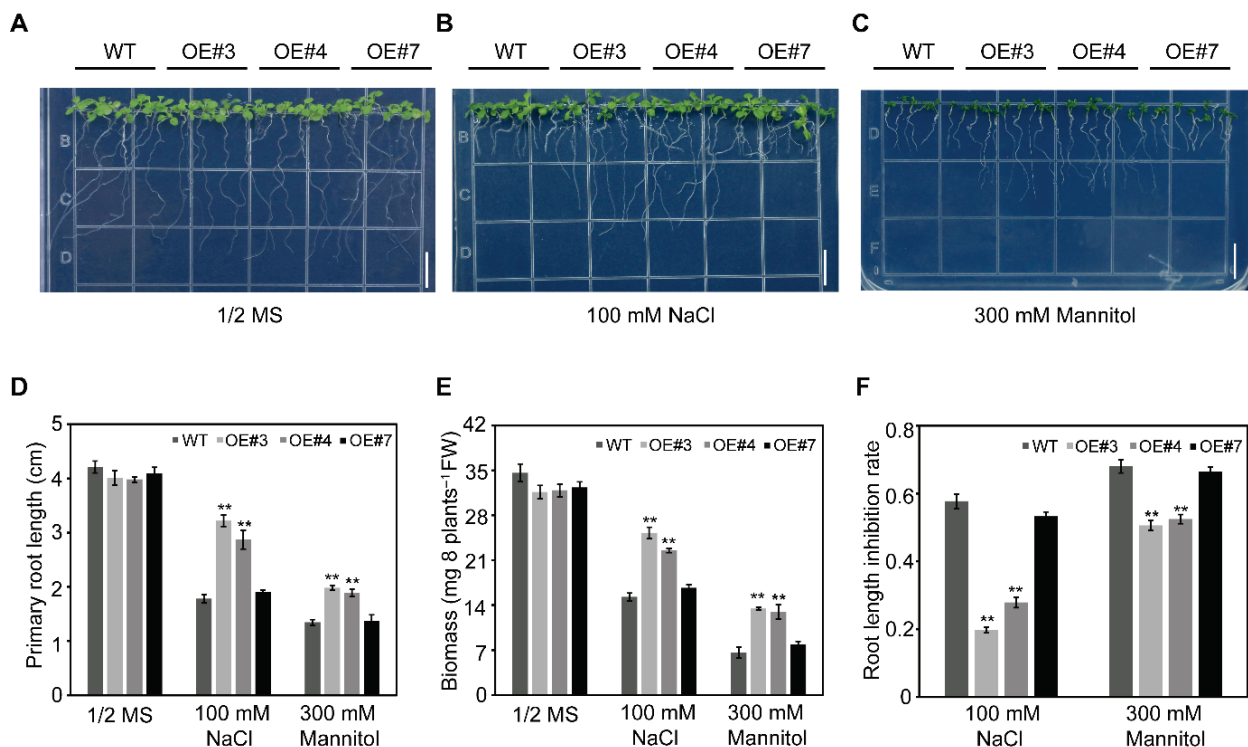 A
B
C
WT OE#3 OE#4 OE#7
WT OE#3 OE#4 OE#7
WT OE#3 OE#4 OE#7
B
C
D
B
C
D
D
E
F
1/2 MS
100 mM NaCl
300 mM Mannitol
D
Primary root length (cm)
5
4
3
2
1
0
WT OE#3 OE#4 OE#7
** **
** **
1/2 MS
100 mM
NaCl
300 mM
Mannitol
E
Biomass (mg 8 plants⁻¹FW)
42
35
28
21
14
7
0
WT OE#3 OE#4 OE#7
** **
** **
1/2 MS
100 mM
NaCl
300 mM
Mannitol
F
Root length inhibition rate
0.8
0.6
0.4
0.2
0
WT OE#3 OE#4 OE#7
** **
** **
100 mM
NaCl
300 mM
Mannitol